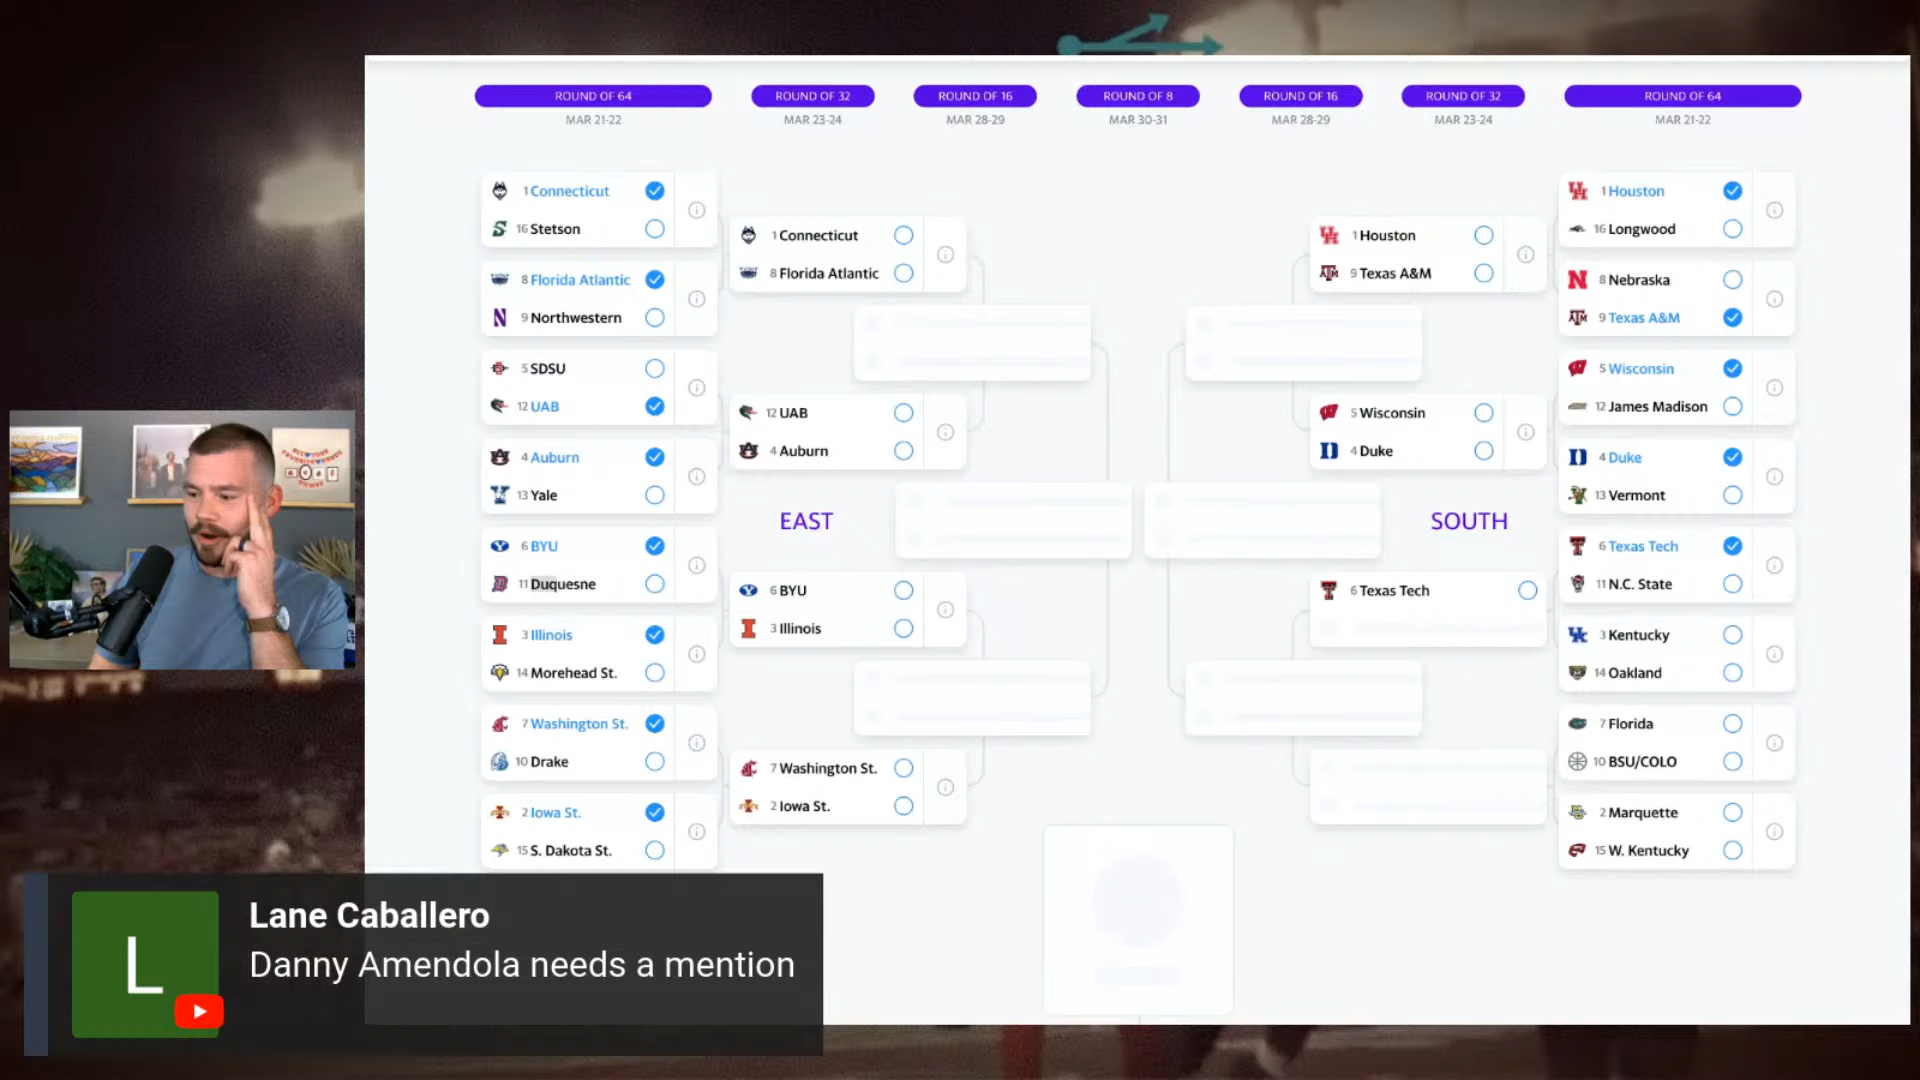 ROUND OF 64
ROUND OF 32
ROUND OF 16
ROUND OF 8
ROUND OF 16
ROUND OF 32
ROUND OF 64
MAR 21-22
MAR 23-24
MAR 28-29
MAR 30-31
MAR 28-29
MAR 23-24
MAR 21-22
1 Connecticut
16 Stetson
8 Florida Atlantic
9 Northwestern
5 SDSU
12 UAB
4 Auburn
13 Yale
6 BYU
11 Duquesne
3 Illinois
14 Morehead St.
7 Washington St.
10 Drake
2 Iowa St.
15 S. Dakota St.
1 Connecticut
8 Florida Atlantic
12 UAB
4 Auburn
EAST
6 BYU
3 Illinois
7 Washington St.
2 Iowa St.
1 Houston
9 Texas A&M
5 Wisconsin
4 Duke
SOUTH
6 Texas Tech
1 Houston
16 Longwood
8 Nebraska
9 Texas A&M
5 Wisconsin
12 James Madison
4 Duke
13 Vermont
6 Texas Tech
11 N.C. State
3 Kentucky
14 Oakland
7 Florida
10 BSU/COLO
2 Marquette
15 W. Kentucky
L
Lane Caballero
Danny Amendola needs a mention